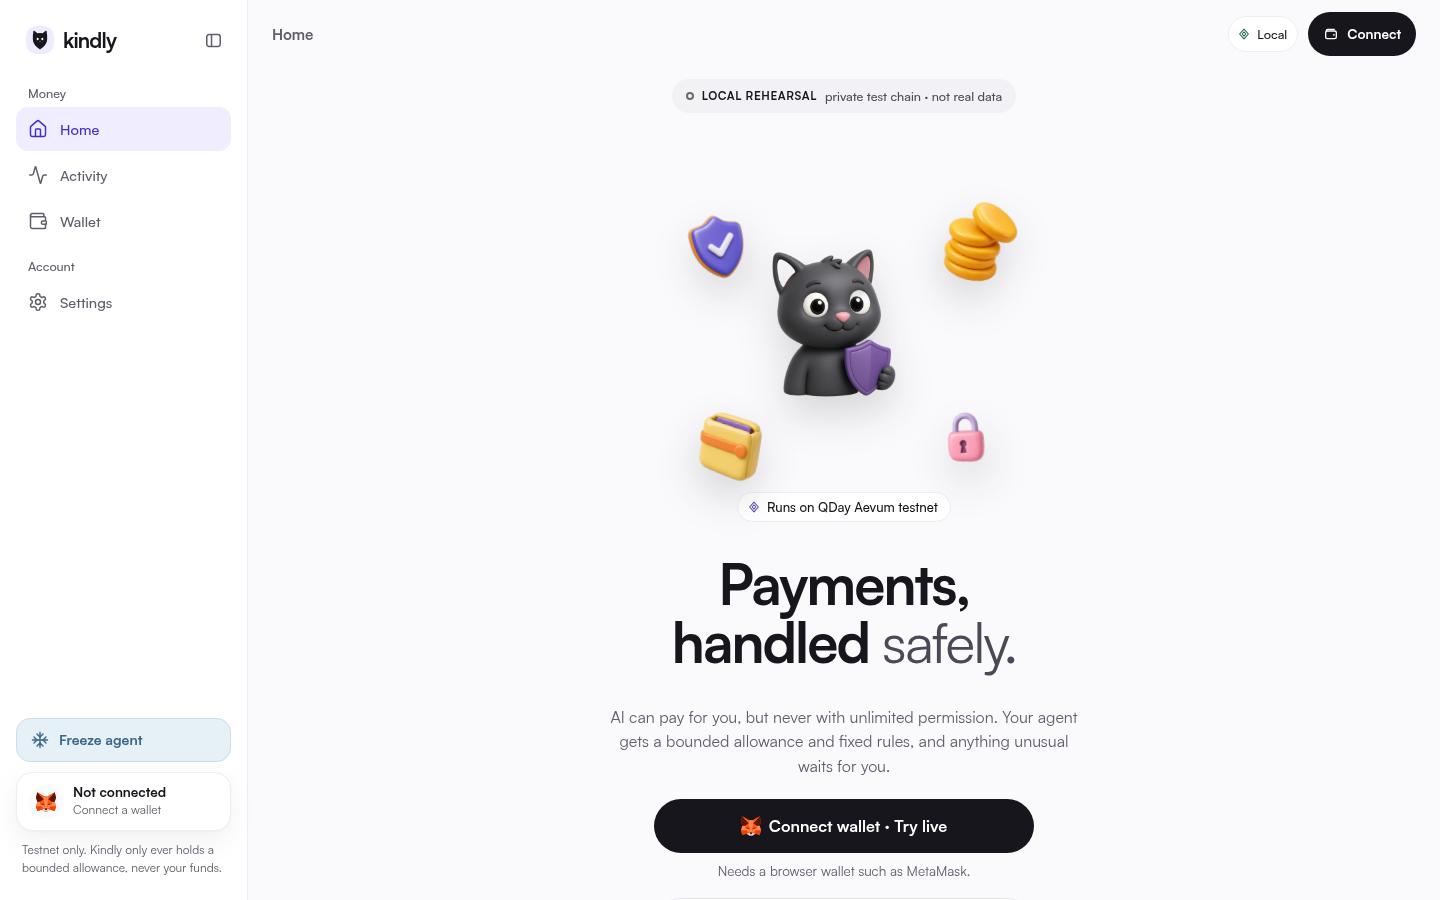 kindly
Money
Home
Activity
Wallet
Account
Settings
Freeze agent
Not connected
Connect a wallet
Testnet only. Kindly only ever holds a
bounded allowance, never your funds.
Home
Local
Connect
LOCAL REHEARSAL private test chain · not real data
Runs on QDay Aevum testnet
Payments,
handled safely.
AI can pay for you, but never with unlimited permission. Your agent
gets a bounded allowance and fixed rules, and anything unusual
waits for you.
Connect wallet · Try live
Needs a browser wallet such as MetaMask.